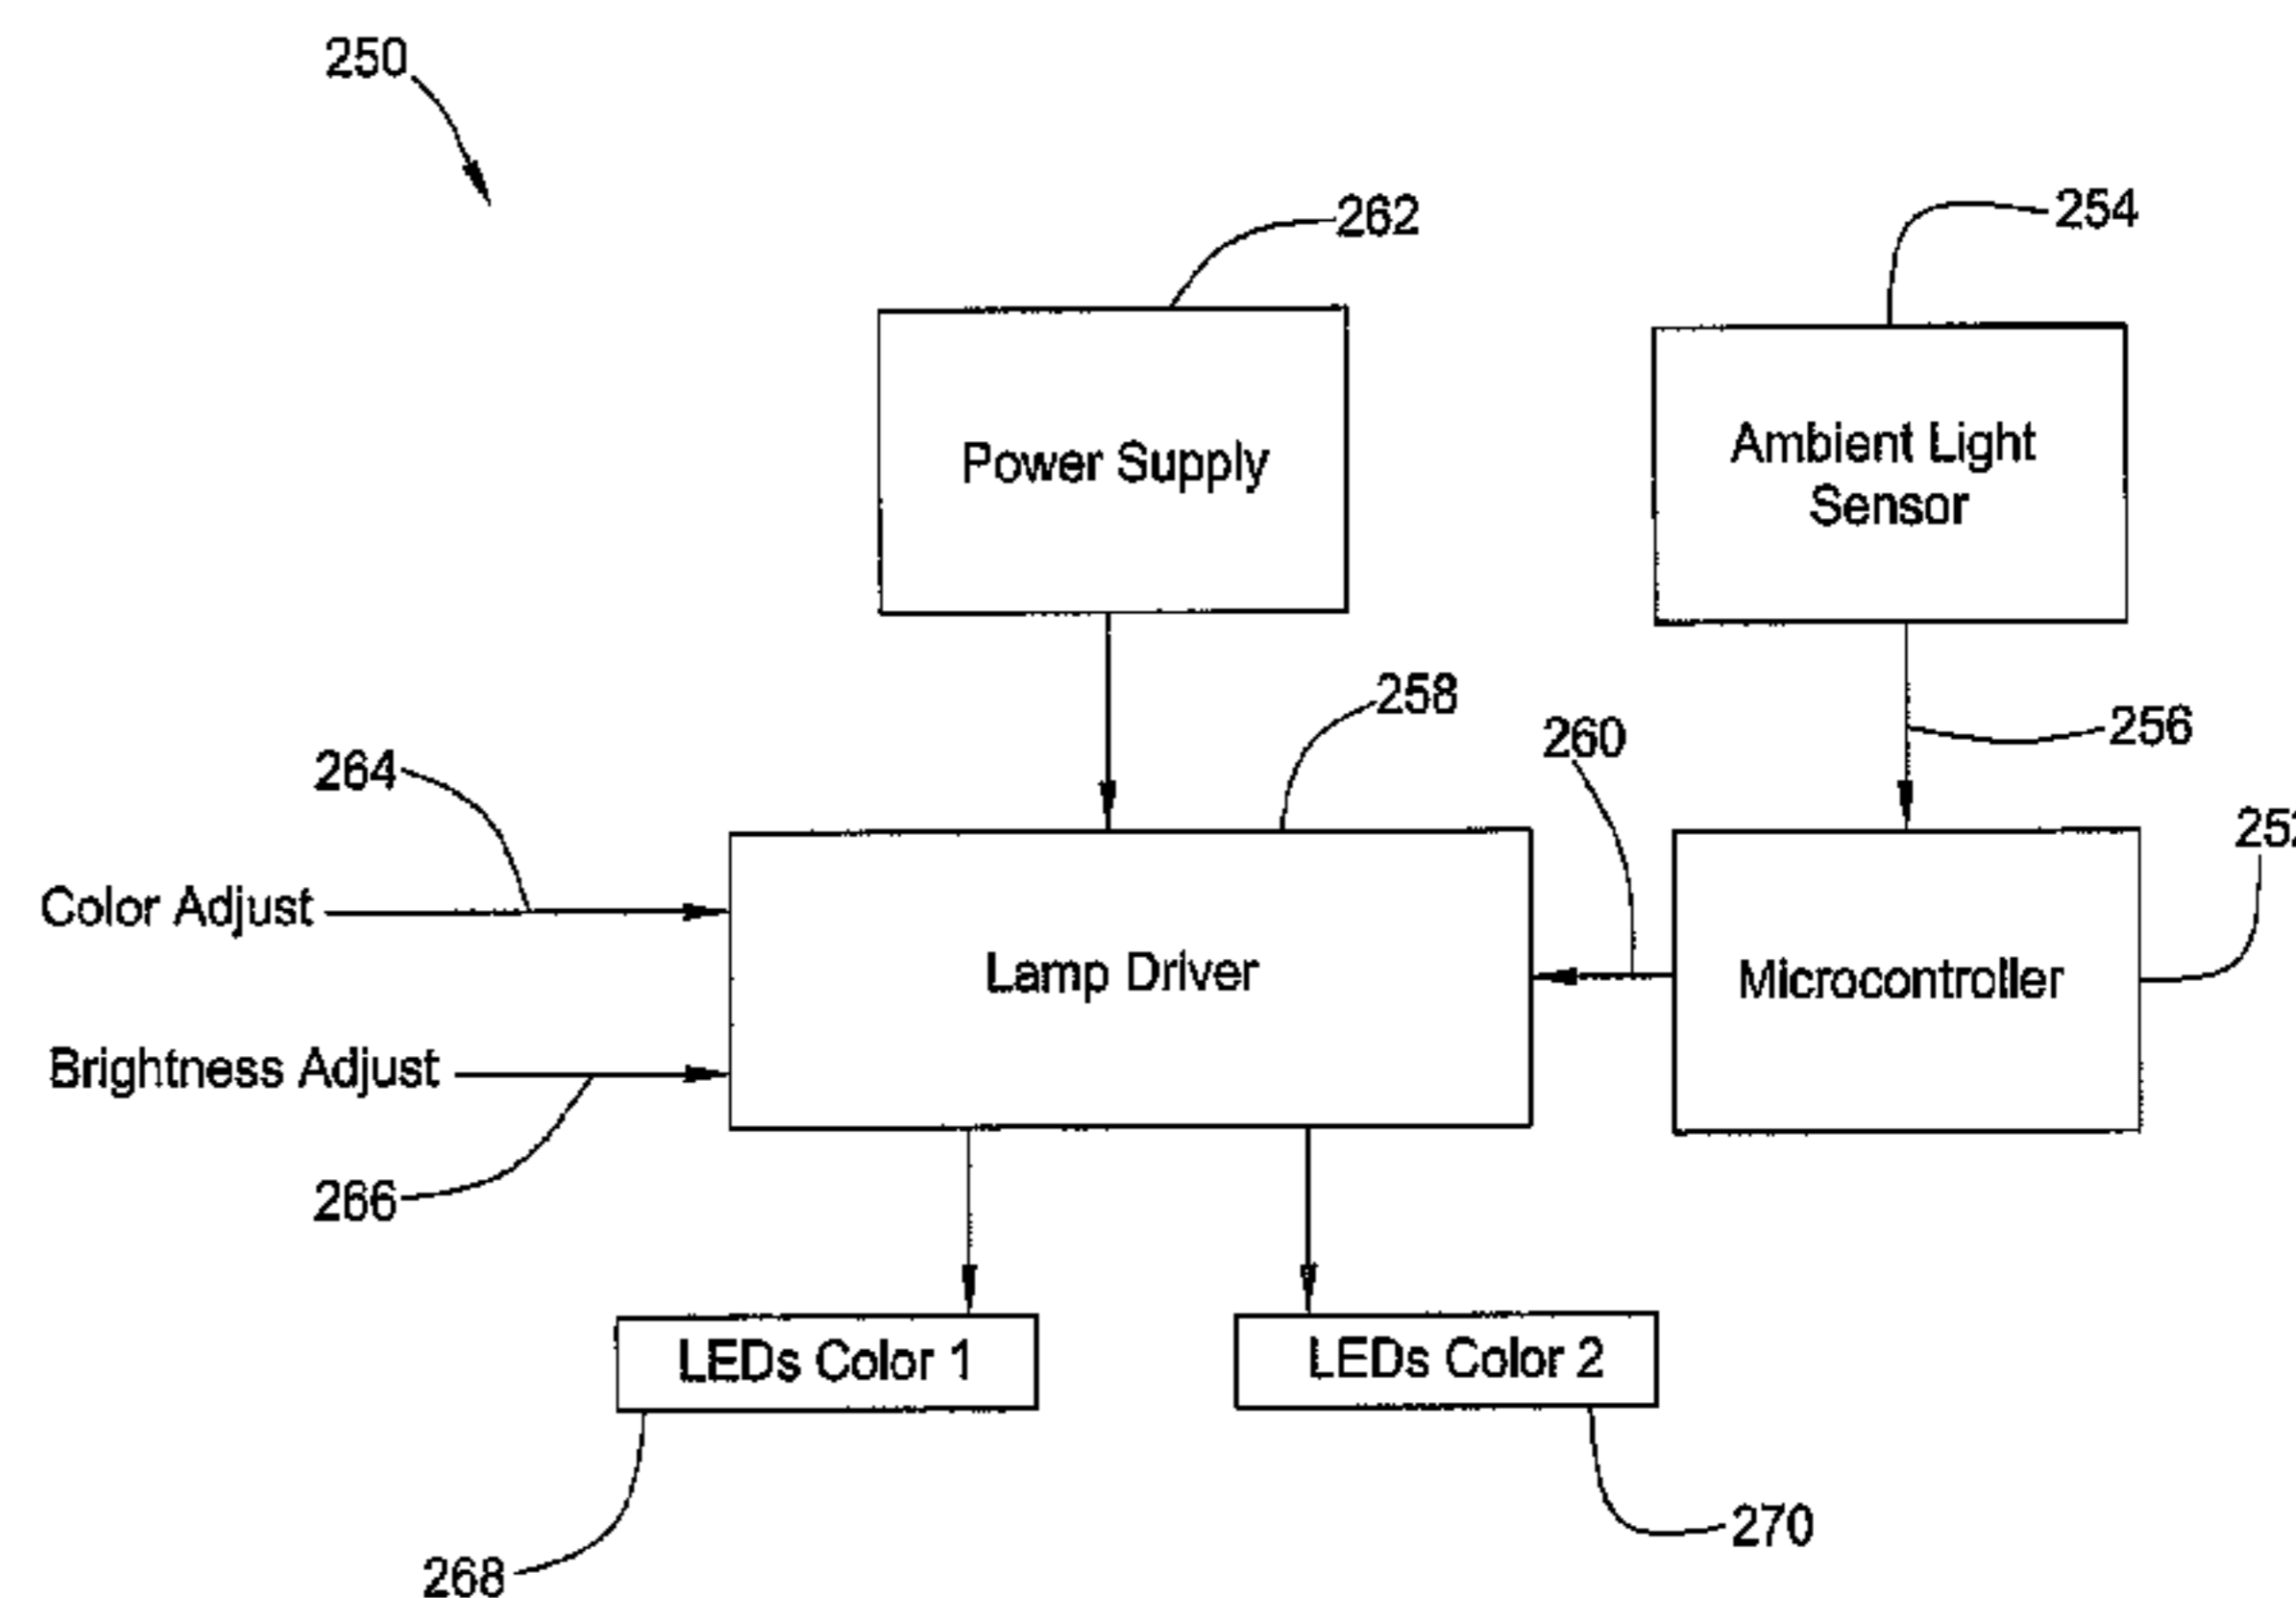 250
262
254
Power Supply
Ambient Light
Sensor
258
260
256
264
Color Adjust
Lamp Driver
Microcontroller
Brightness Adjust
266
LEDs Color 1
LEDs Color 2
268
270